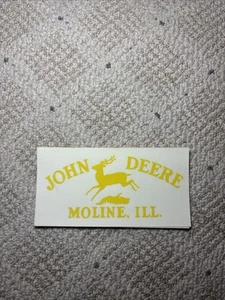 JOHN DEERE
MOLINE, ILL.